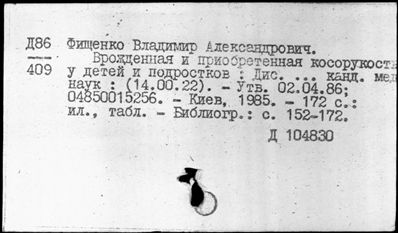 Д86 Фищенко Владимир Александрович.
409 Врожденная и приобретенная косорукость
у детей и подростков : Дис. ... канд. мед
наук : (14.00.22). - Утв. 02.04.86;
04850015256. - Киев, 1985. - 172 с.:
ил., табл. - Библиогр.: с. 152-172.
Д 104830